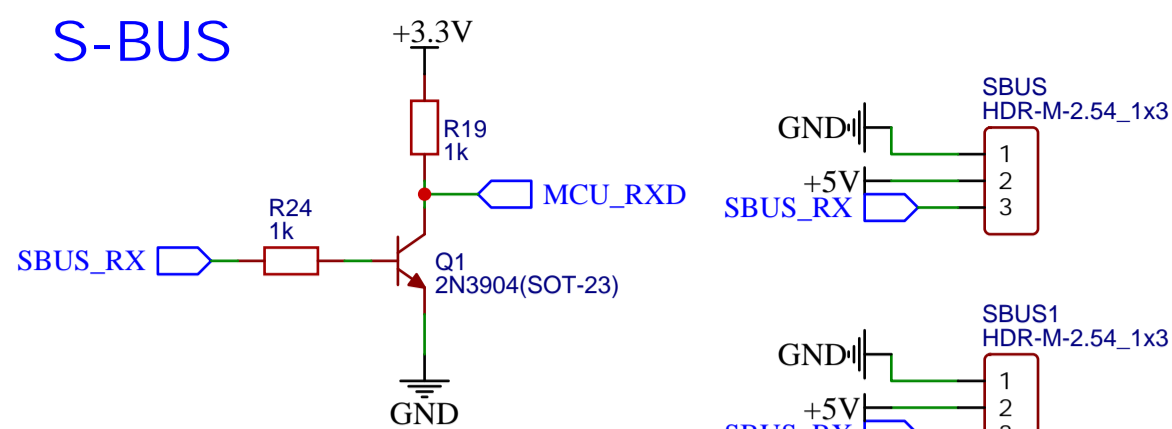 S-BUS
+3.3V
R19
1k
MCU_RXD
R24
1k
SBUS_RX
Q1
2N3904(SOT-23)
GND
SBUS
HDR-M-2.54_1x3
GND
1
+5V
2
SBUS_RX
3
SBUS1
HDR-M-2.54_1x3
GND
1
+5V
2
SBUS_RX